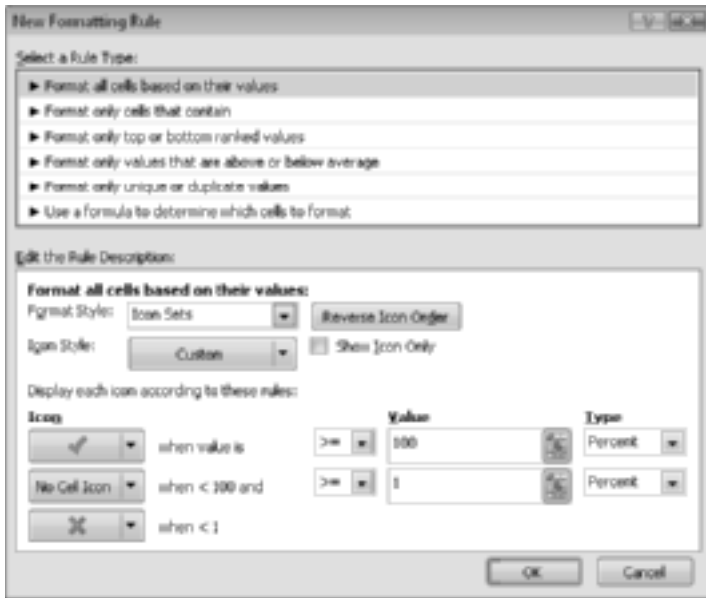 New Formatting Rule
Select a Rule Type:
► Format all cells based on their values
► Format only cells that contain
► Format only top or bottom ranked values
► Format only values that are above or below average
► Format only unique or duplicate values
► Use a formula to determine which cells to format
Edit the Rule Description:
Format all cells based on their values:
Format Style: Icon Sets Reverse Icon Order
Icon Style: Custom Show Icon Only
Display each icon according to these rules:
Icon Value Type
when value is >= 100 Percent
No Cell Icon when < 100 and >= 1 Percent
when < 1
OK Cancel